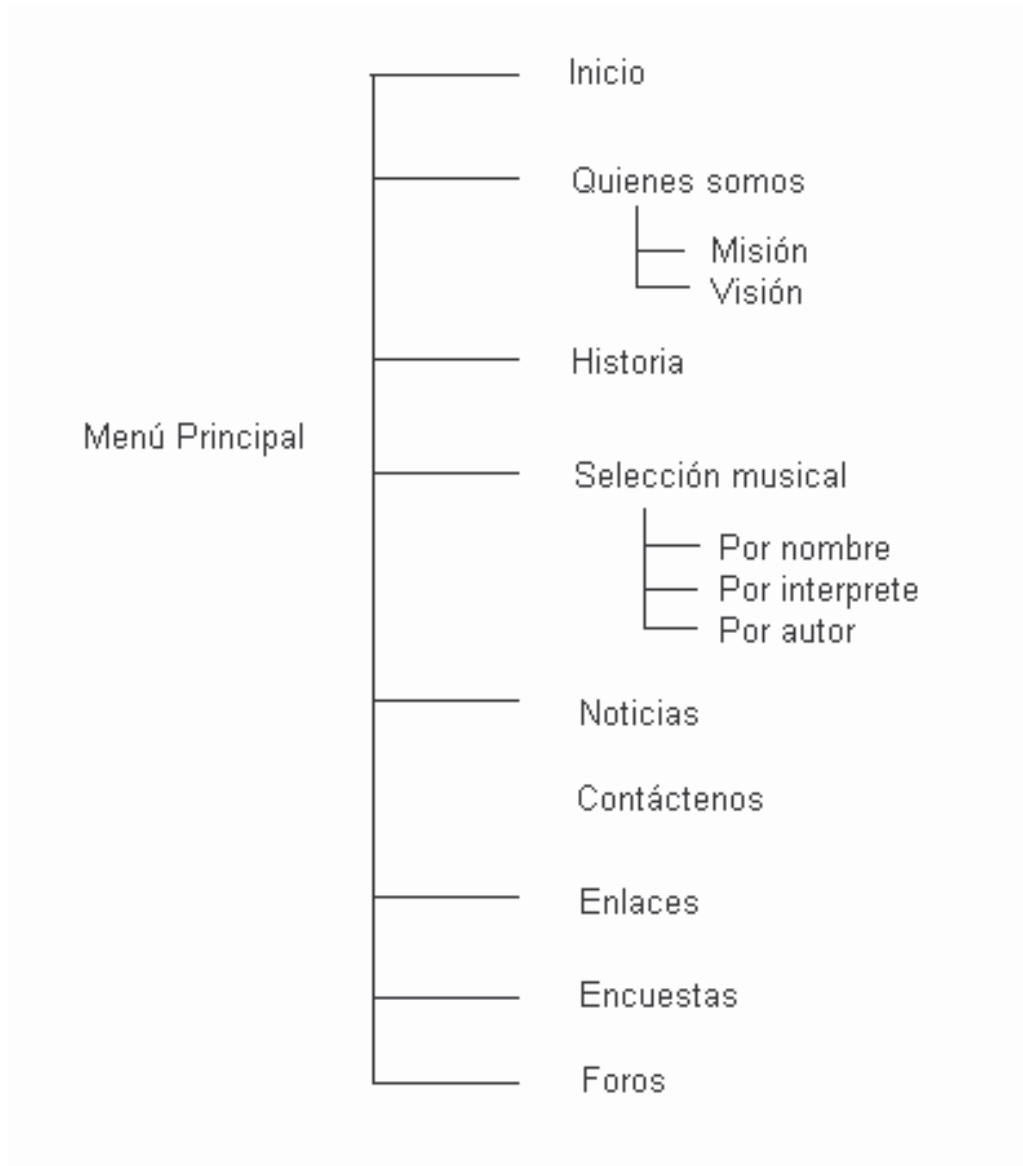 Inicio
Quienes somos
Misión
Visión
Historia
Menú Principal
Selección musical
Por nombre
Por interprete
Por autor
Noticias
Contáctenos
Enlaces
Encuestas
Foros